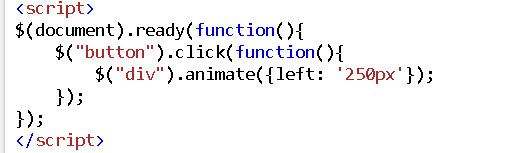 <script>
$(document).ready(function(){
    $("button").click(function(){
        $("div").animate({left: '250px'});
    });
});
</script>